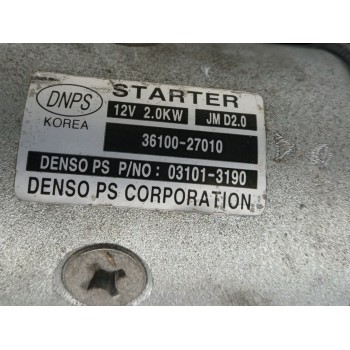 DNPS
KOREA
STARTER
12V 2.0KW JM D2.0
36100-27010
DENSO PS P/NO : 03101-3190
DENSO PS CORPORATION